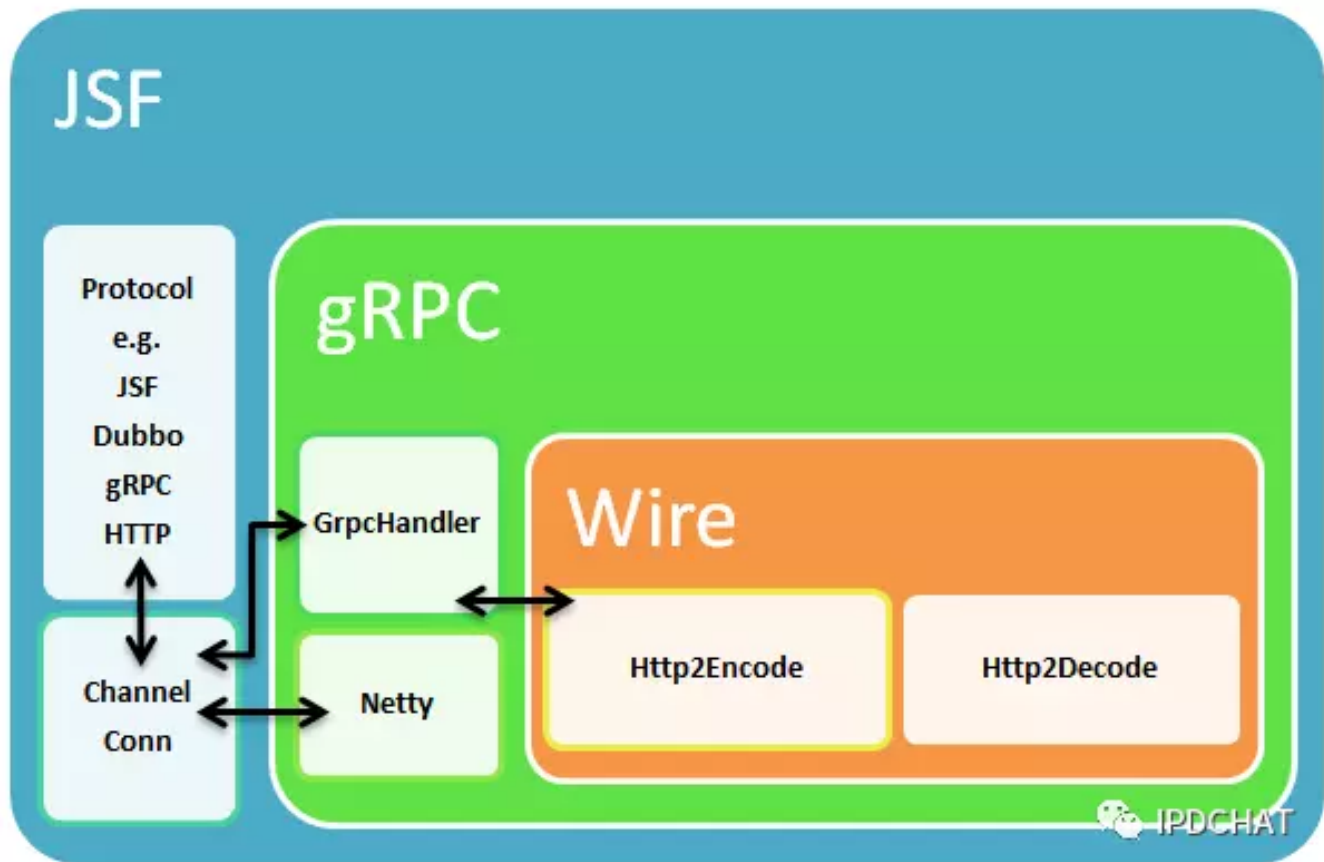 JSF
Protocol
e.g.
JSF
Dubbo
gRPC
HTTP
Channel
Conn
gRPC
GrpcHandler
Netty
Wire
Http2Encode
Http2Decode
IPDCHAT